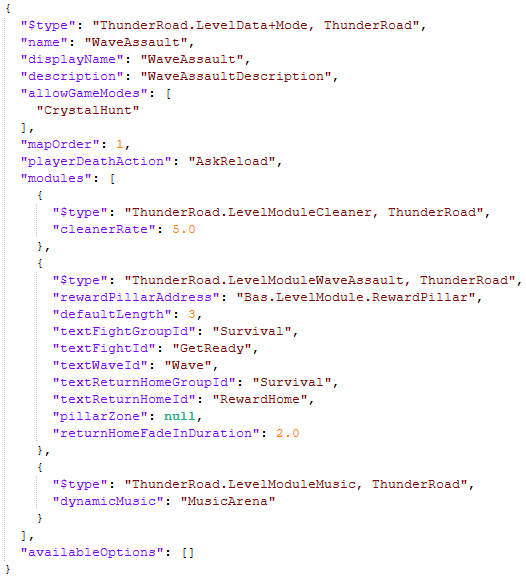 {
  "$type": "ThunderRoad.LevelData+Mode, ThunderRoad",
  "name": "WaveAssault",
  "displayName": "WaveAssault",
  "description": "WaveAssaultDescription",
  "allowGameModes": [
    "CrystalHunt"
  ],
  "mapOrder": 1,
  "playerDeathAction": "AskReload",
  "modules": [
    {
      "$type": "ThunderRoad.LevelModuleCleaner, ThunderRoad",
      "cleanerRate": 5.0
    },
    {
      "$type": "ThunderRoad.LevelModuleWaveAssault, ThunderRoad",
      "rewardPillarAddress": "Bas.LevelModule.RewardPillar",
      "defaultLength": 3,
      "textFightGroupId": "Survival",
      "textFightId": "GetReady",
      "textWaveId": "Wave",
      "textReturnHomeGroupId": "Survival",
      "textReturnHomeId": "RewardHome",
      "pillarZone": null,
      "returnHomeFadeInDuration": 2.0
    },
    {
      "$type": "ThunderRoad.LevelModuleMusic, ThunderRoad",
      "dynamicMusic": "MusicArena"
    }
  ],
  "availableOptions": []
}